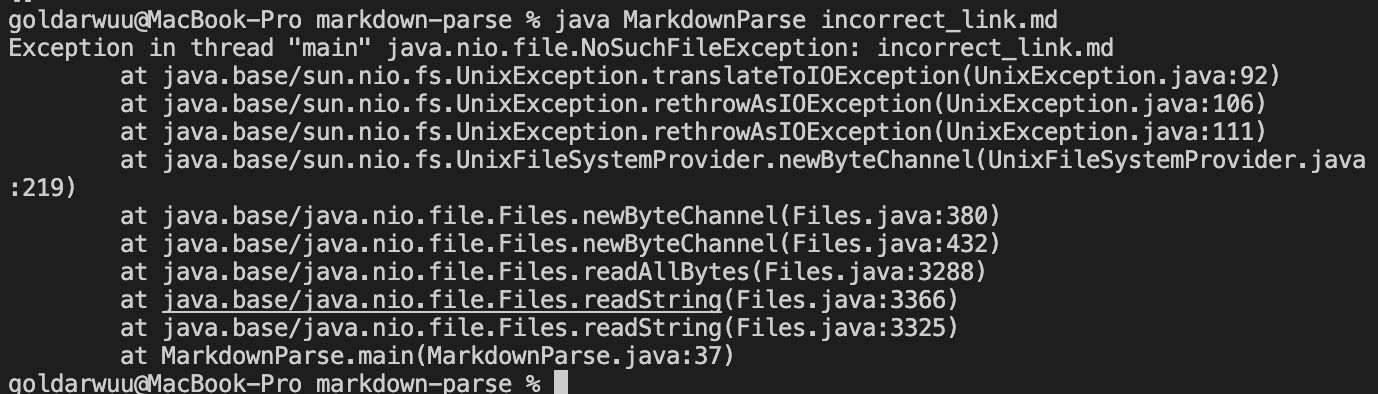 goldarwuu@MacBook-Pro markdown-parse % java MarkdownParse incorrect_link.md
Exception in thread "main" java.nio.file.NoSuchFileException: incorrect_link.md
        at java.base/sun.nio.fs.UnixException.translateToIOException(UnixException.java:92)
        at java.base/sun.nio.fs.UnixException.rethrowAsIOException(UnixException.java:106)
        at java.base/sun.nio.fs.UnixException.rethrowAsIOException(UnixException.java:111)
        at java.base/sun.nio.fs.UnixFileSystemProvider.newByteChannel(UnixFileSystemProvider.java
:219)
        at java.base/java.nio.file.Files.newByteChannel(Files.java:380)
        at java.base/java.nio.file.Files.newByteChannel(Files.java:432)
        at java.base/java.nio.file.Files.readAllBytes(Files.java:3288)
        at java.base/java.nio.file.Files.readString(Files.java:3366)
        at java.base/java.nio.file.Files.readString(Files.java:3325)
        at MarkdownParse.main(MarkdownParse.java:37)
goldarwuu@MacBook-Pro markdown-parse %